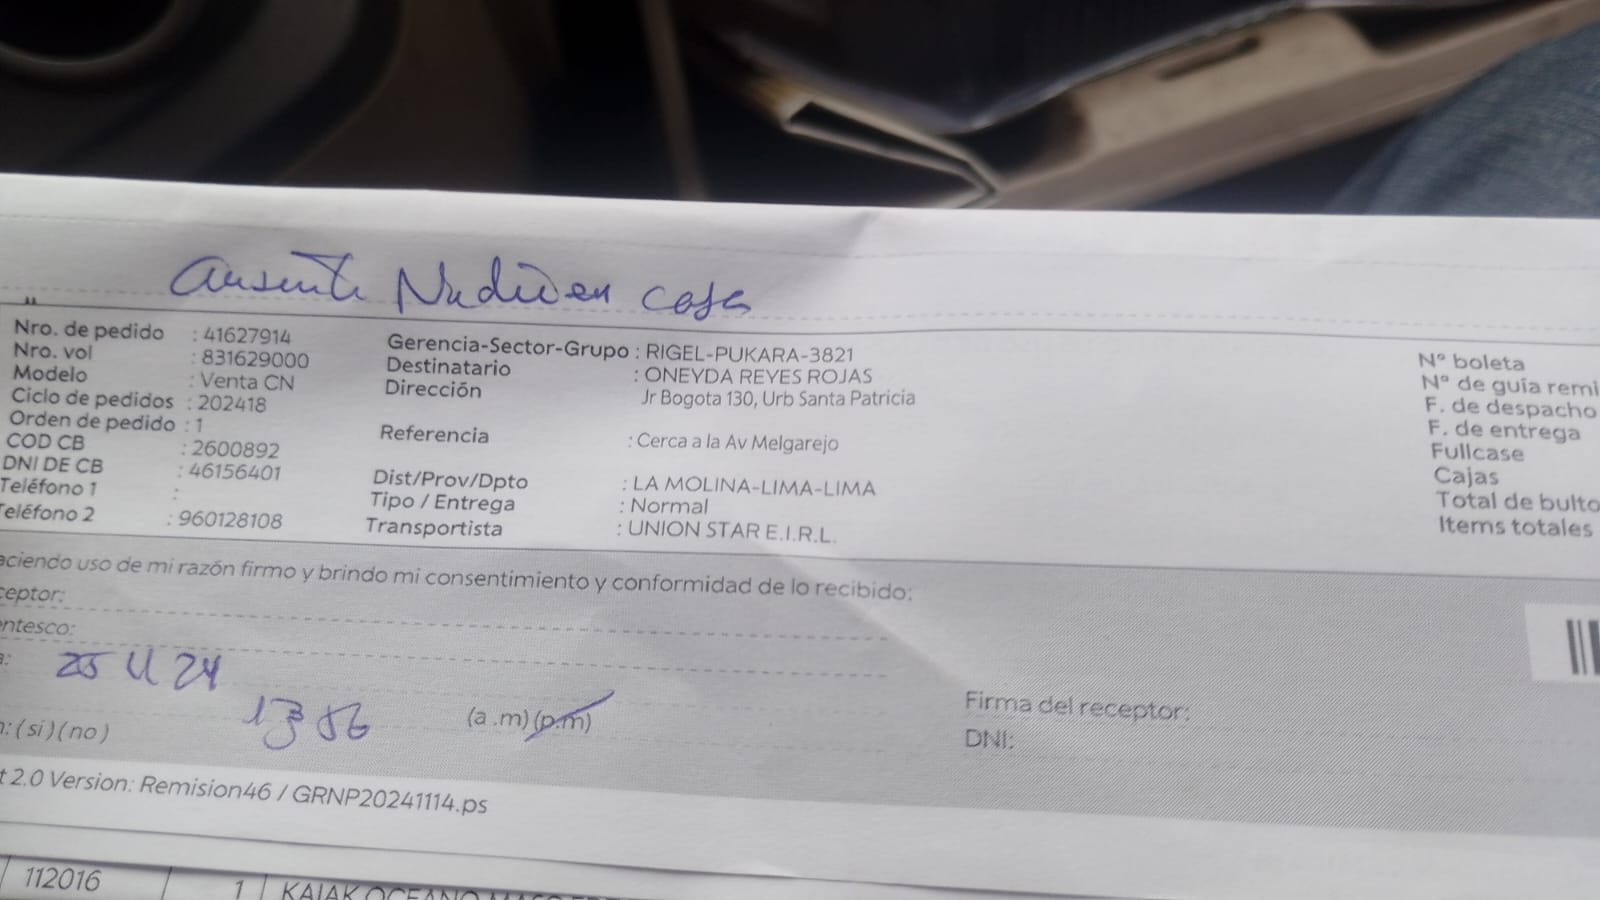 ausente Nadie en casa
Nro. de pedido : 41627914
Nro. vol : 831629000
Modelo : Venta CN
Ciclo de pedidos : 202418
Orden de pedido : 1
COD CB : 2600892
DNI DE CB : 46156401
Teléfono 1 :
Teléfono 2 : 960128108
Gerencia-Sector-Grupo : RIGEL-PUKARA-3821
Destinatario : ONEYDA REYES ROJAS
Dirección Jr Bogota 130, Urb Santa Patricia
Referencia : Cerca a la Av Melgarejo
Dist/Prov/Dpto : LA MOLINA-LIMA-LIMA
Tipo / Entrega : Normal
Transportista : UNION STAR E.I.R.L.
N° boleta
N° de guía remi
F. de despacho
F. de entrega
Fullcase
Cajas
Total de bulto
Items totales
aciendo uso de mi razón firmo y brindo mi consentimiento y conformidad de lo recibido:
ceptor:
entesco:
a: 25 11 24
n: (si) (no) 13 56 (a .m) (p.m)
Firma del receptor:
DNI:
t 2.0 Version: Remision46 / GRNP20241114.ps
112016 1 KAIAK OCEANO